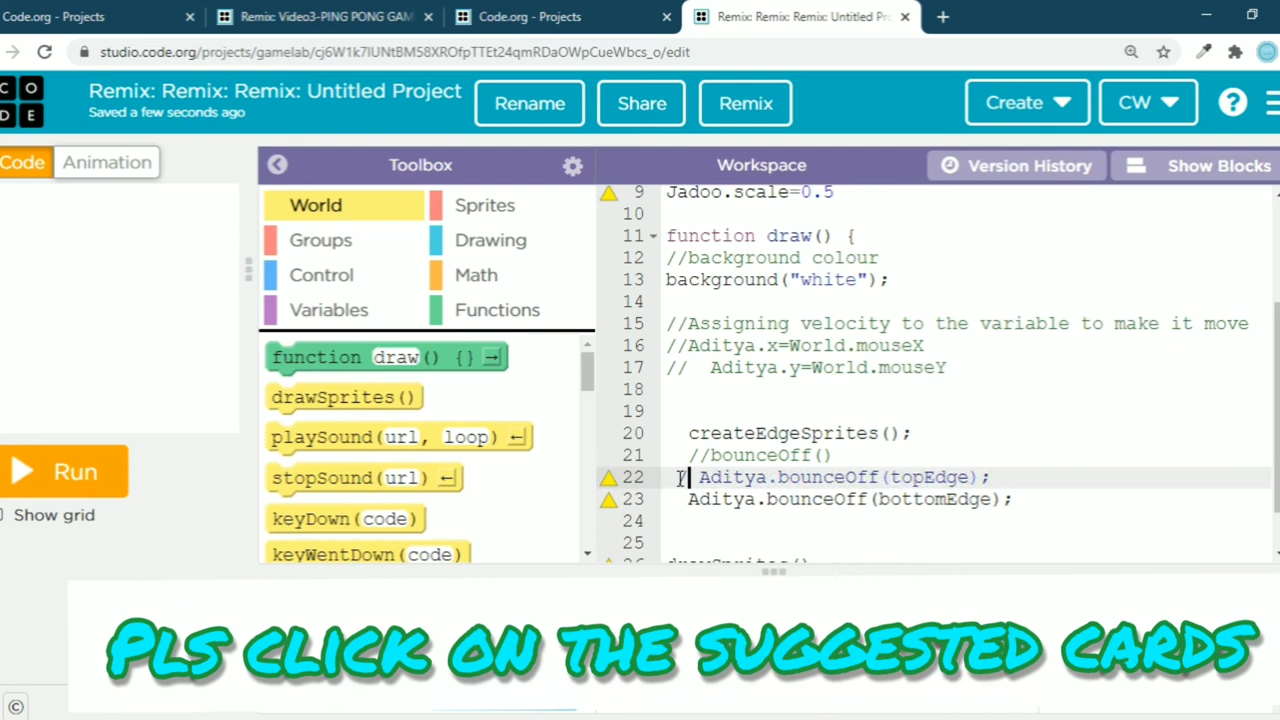 Code.org - Projects
Remix: Video3-PING PONG GAM
Code.org - Projects
Remix: Remix: Remix: Untitled Pr
studio.code.org/projects/gamelab/cj6W1k7IUNtBM58XROfpTTEt24qmRDaOWpCueWbcs_o/edit
C O
D E
Remix: Remix: Remix: Untitled Project
Saved a few seconds ago
Rename
Share
Remix
Create
CW
?
Code
Animation
Toolbox
Workspace
Version History
Show Blocks
World
Sprites
Groups
Drawing
Control
Math
Variables
Functions
function draw() {}
drawSprites()
playSound(url, loop)
stopSound(url)
keyDown(code)
keyWentDown(code)
Run
Show grid
9 Jadoo.scale=0.5
10
11 function draw() {
12 //background colour
13 background("white");
14
15 //Assigning velocity to the variable to make it move
16 //Aditya.x=World.mouseX
17 // Aditya.y=World.mouseY
18
19
20 createEdgeSprites();
21 //bounceOff()
22 / Aditya.bounceOff(topEdge);
23 Aditya.bounceOff(bottomEdge);
24
25
26 drawSprites()
Pls click on the suggested cards
©